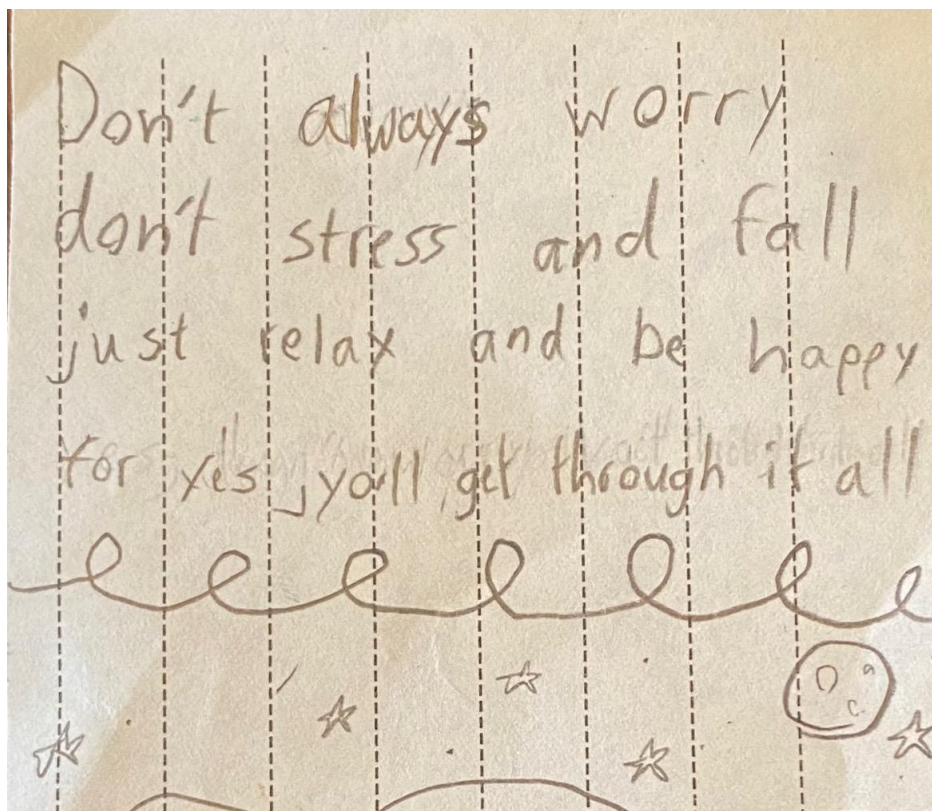 Don't always worry
don't stress and fall
just relax and be happy
for yes, you'll get through it all